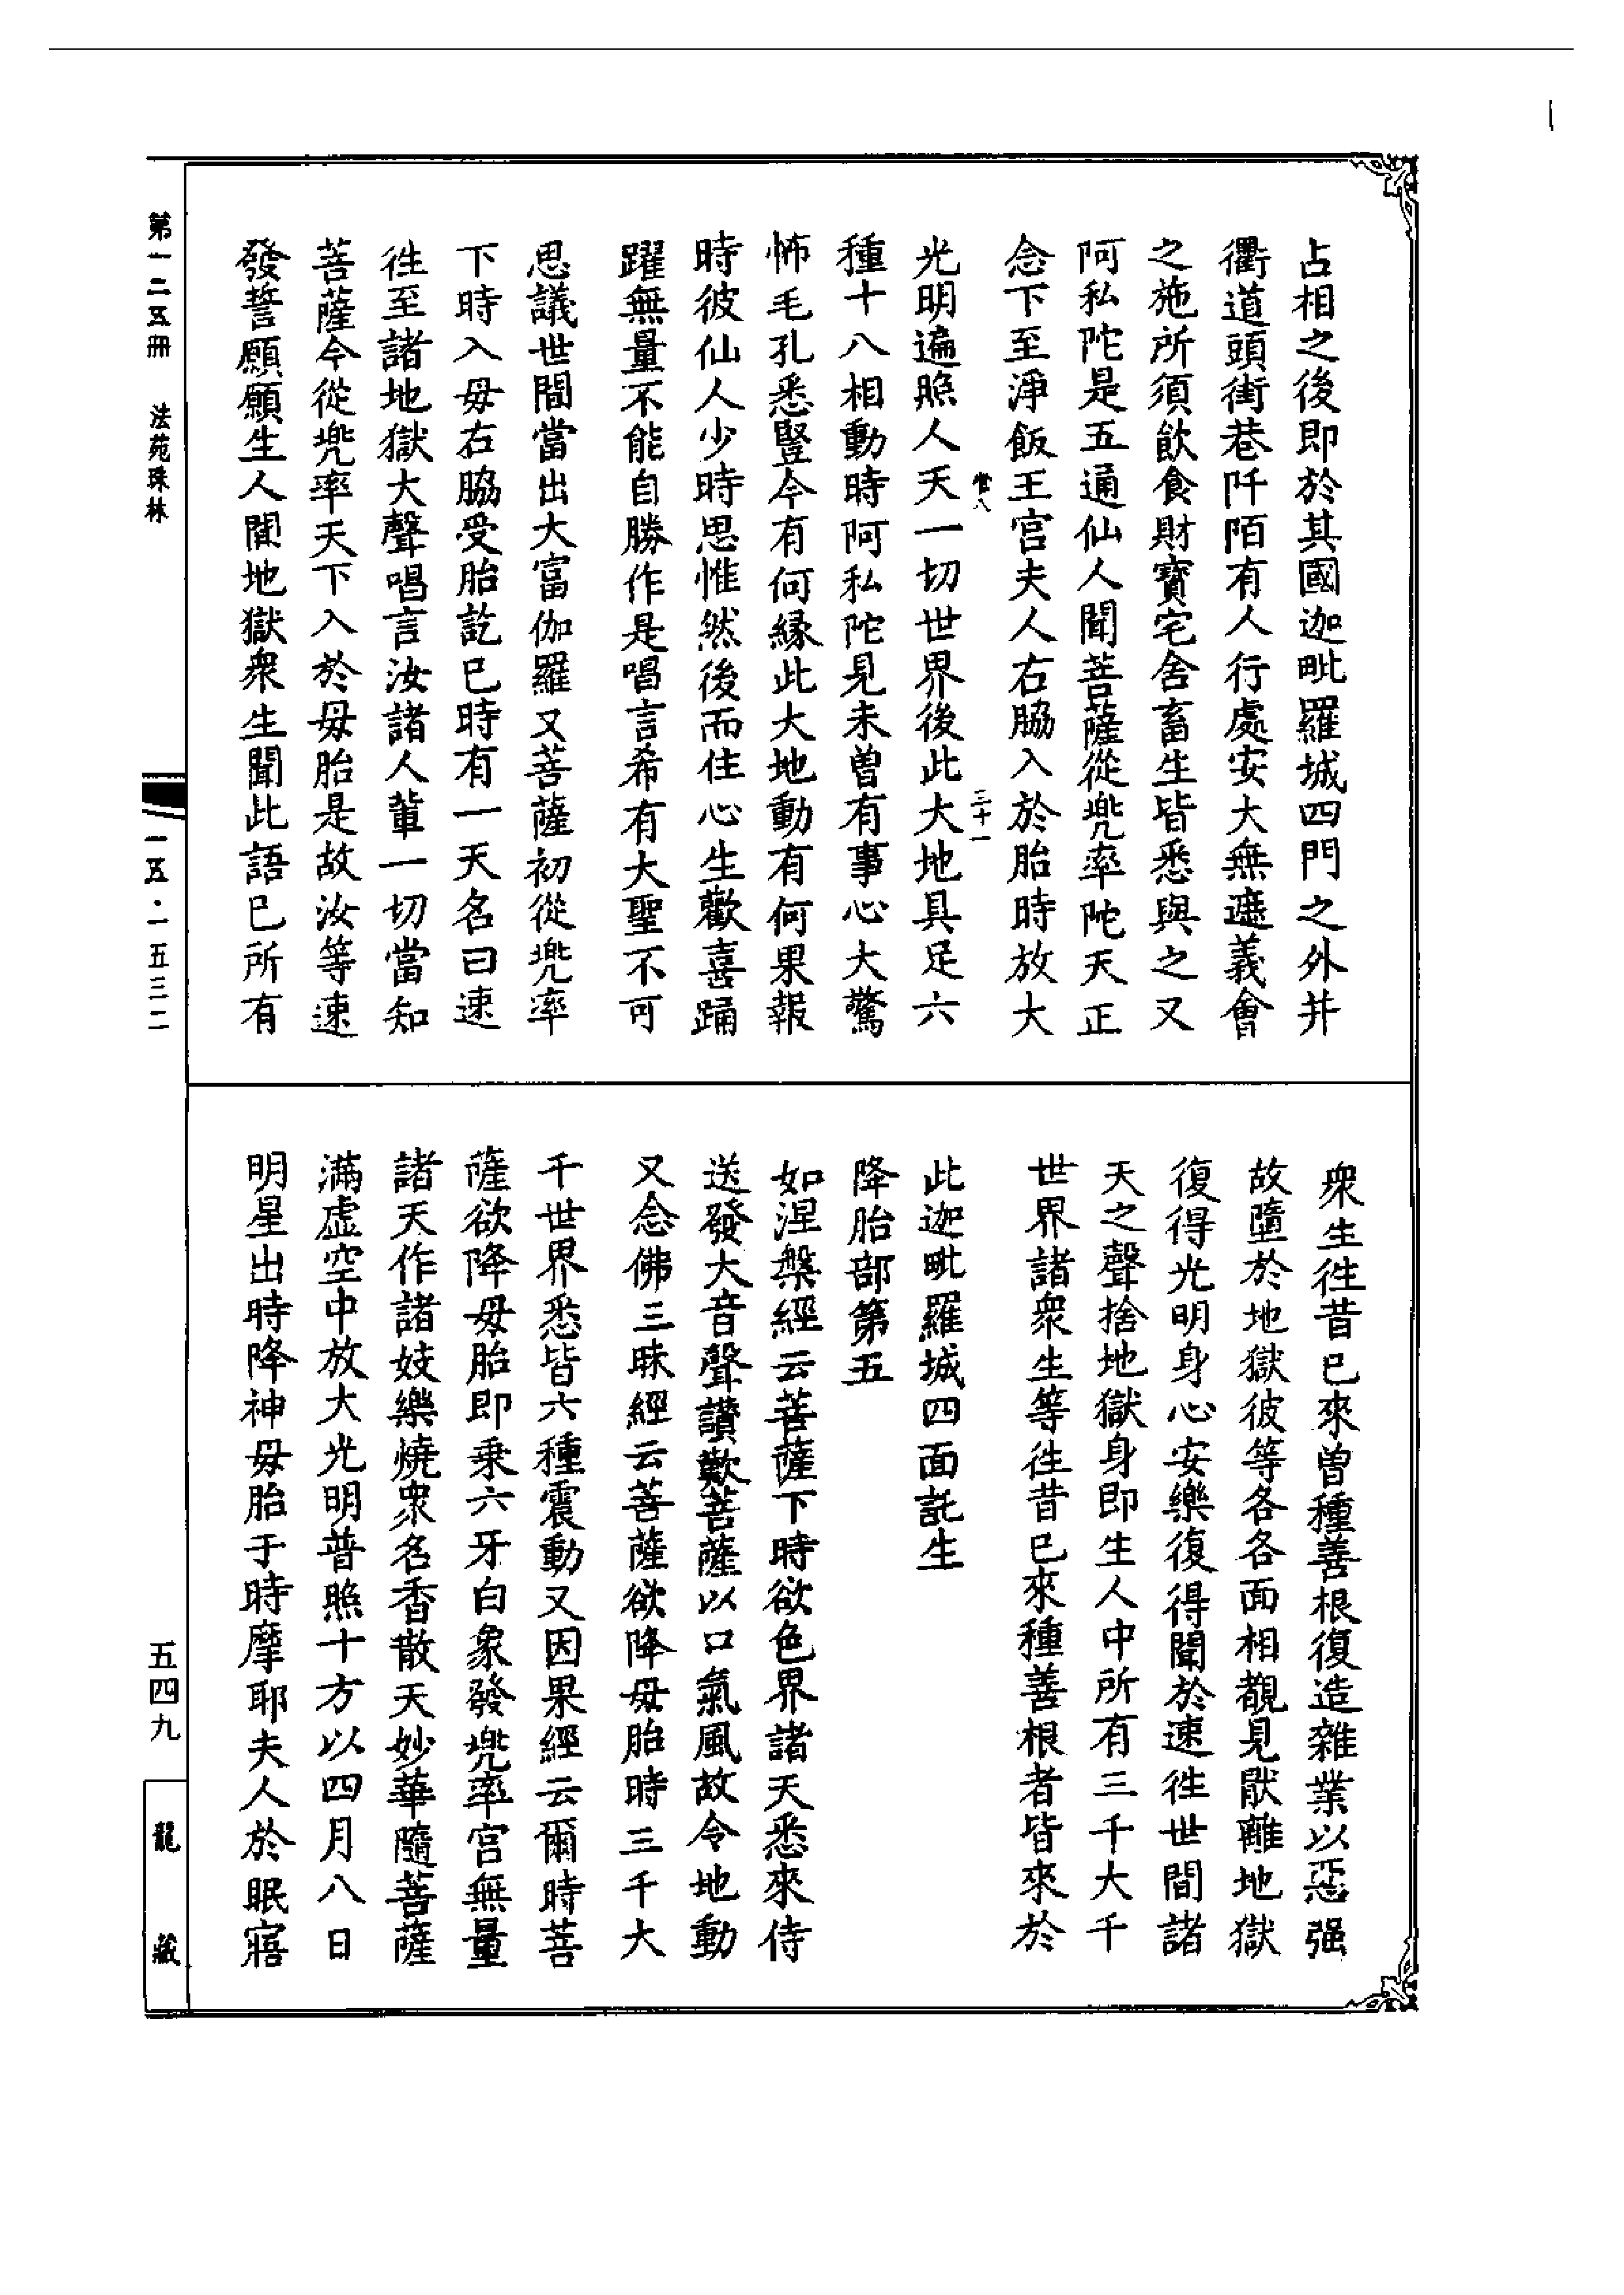 占相之後即於其國迦毗羅城四門之外并
衢道頭街巷阡陌有人行處安大無遮義會
之施所須飲食財寶宅舍畜生皆悉與之又
阿私陀是五通仙人聞菩薩從兜率陀天正
念下至淨飯王宫夫人右脇入於胎時放大
光明遍照人天一切世界後此大地具足六
種十八相動時阿私陀見未曾有事心大驚
怖毛孔悉豎今有何緣此大地動有何果報
時彼仙人少時思惟然後而住心生歡喜踊
躍無量不能自勝作是唱言希有大聖不可
思議世間當出大富伽羅又菩薩初從兜率
下時入母右脇受胎訖已時有一天名曰速
往至諸地獄大聲唱言汝諸人輩一切當知
菩薩今從兜率天下入於母胎是故汝等速
發誓願願生人間地獄衆生聞此語已所有
衆生往昔已來曾種善根復造雜業以惡强
故墮於地獄彼等各各面相覩見猒離地獄
復得光明身心安樂復得聞於速往世間諸
天之聲捨地獄身即生人中所有三千大千
世界諸衆生等往昔已來種善根者皆來於
此迦毗羅城四面託生
降胎部第五
如涅槃經云菩薩下時欲色界諸天悉來侍
送發大音聲讚歎菩薩以口氣風故令地動
又念佛三昧經云菩薩欲降母胎時三千大
千世界悉皆六種震動又因果經云爾時菩
薩欲降母胎即乗六牙白象發兜率宫無量
諸天作諸妓樂燒衆名香散天妙華隨菩薩
滿虛空中放大光明普照十方以四月八日
明星出時降神母胎于時摩耶夫人於眠寤
三十一
第一二五冊 法苑珠林
一五·一五三二
五四九
龍藏